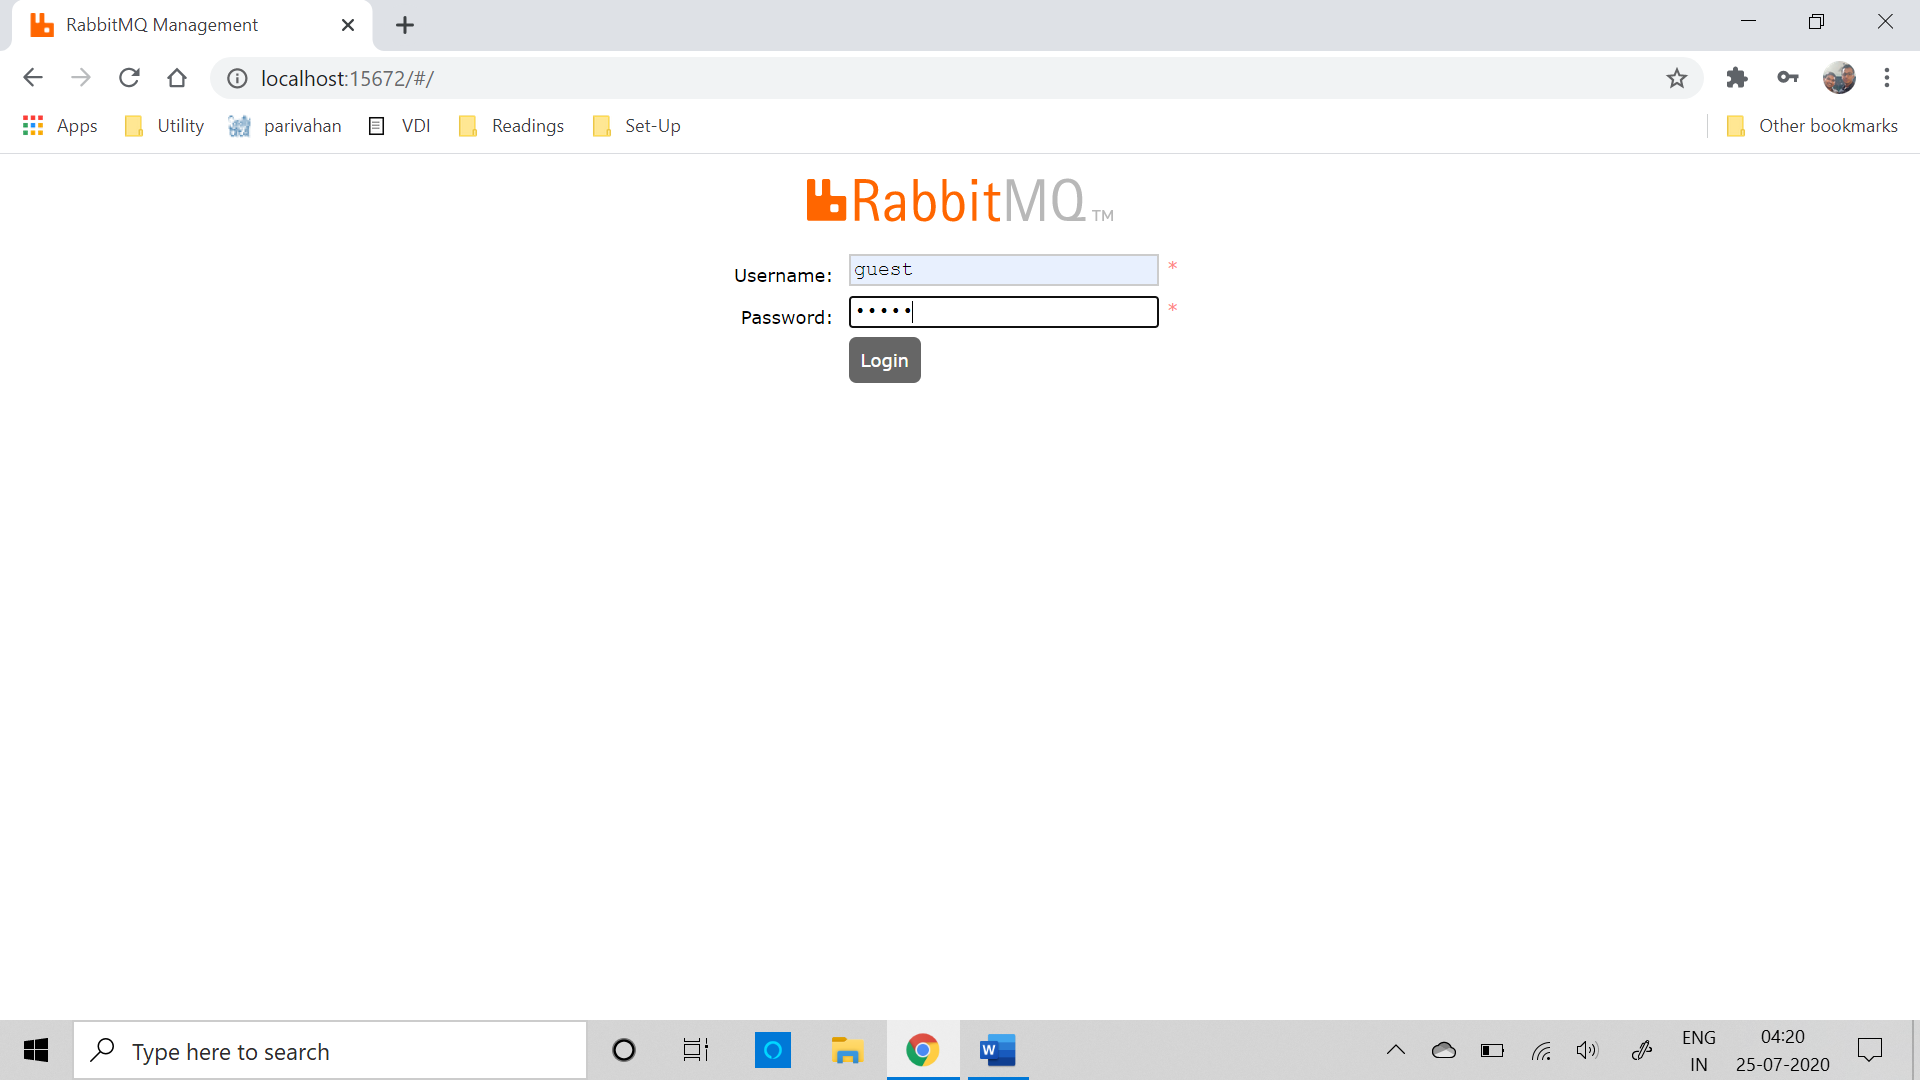 RabbitMQ Management
localhost:15672/#/
Apps Utility parivahan VDI Readings Set-Up Other bookmarks
RabbitMQ TM
Username: guest *
Password: ••••• *
Login
Type here to search
W
ENG 04:20
IN 25-07-2020